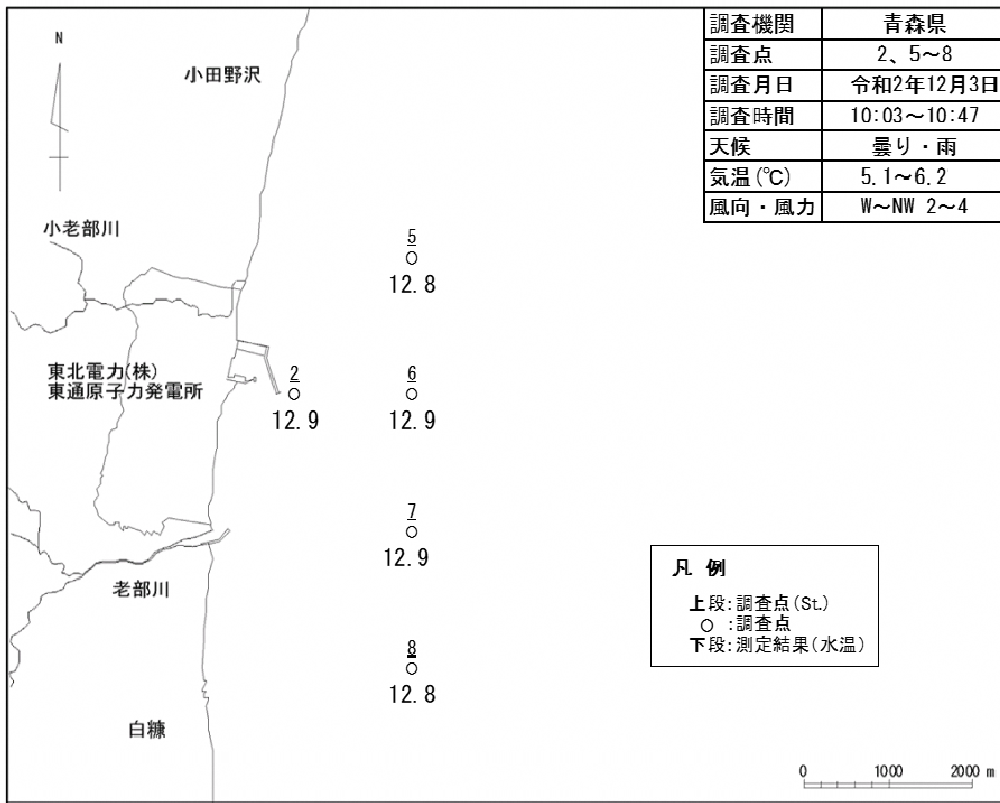 調査機関 青森県
調査点 2、5～8
調査月日 令和2年12月3日
調査時間 10:03～10:47
天候 曇り・雨
気温(℃) 5.1～6.2
風向・風力 W～NW 2～4
N
小田野沢
小老部川
5
12.8
東北電力(株)
東通原子力発電所
2
12.9
6
12.9
7
12.9
老部川
8
12.8
白糠
凡 例
上段:調査点(St.)
○ :調査点
下段:測定結果(水温)
0 1000 2000 m